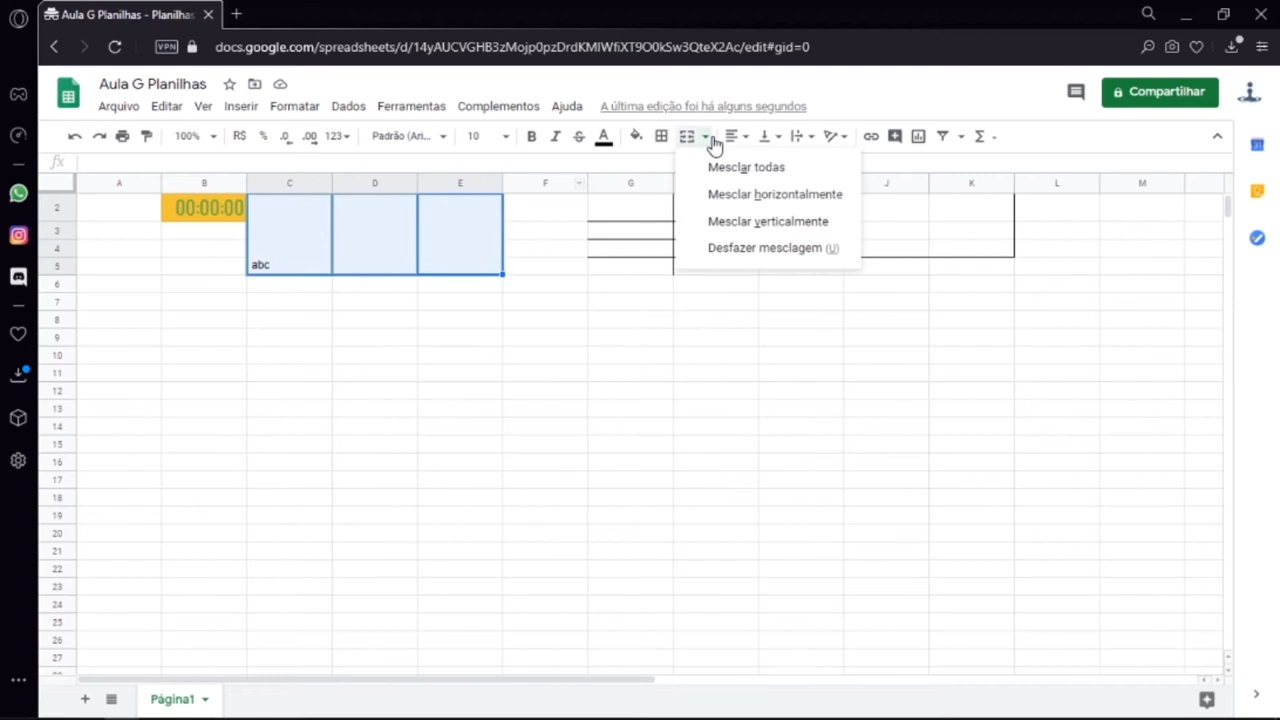 Aula G Planilhas - Planilhas
VPN
docs.google.com/spreadsheets/d/14yAUCVGHB3zMojp0pzDrdKMIWfiXT9O0kSw3QteX2Ac/edit#gid=0
Aula G Planilhas
Arquivo Editar Ver Inserir Formatar Dados Ferramentas Complementos Ajuda A última edição foi há alguns segundos
Compartilhar
100% R$ % .0 .00 123 Padrão (Ari... 10 B I S A
fx
A B C D E F G J K L M
Mesclar todas
Mesclar horizontalmente
Mesclar verticalmente
Desfazer mesclagem (U)
2 00:00:00
3
4
5 abc
6
7
8
9
10
11
12
13
14
15
16
17
18
19
20
21
22
23
24
25
26
27
Página1